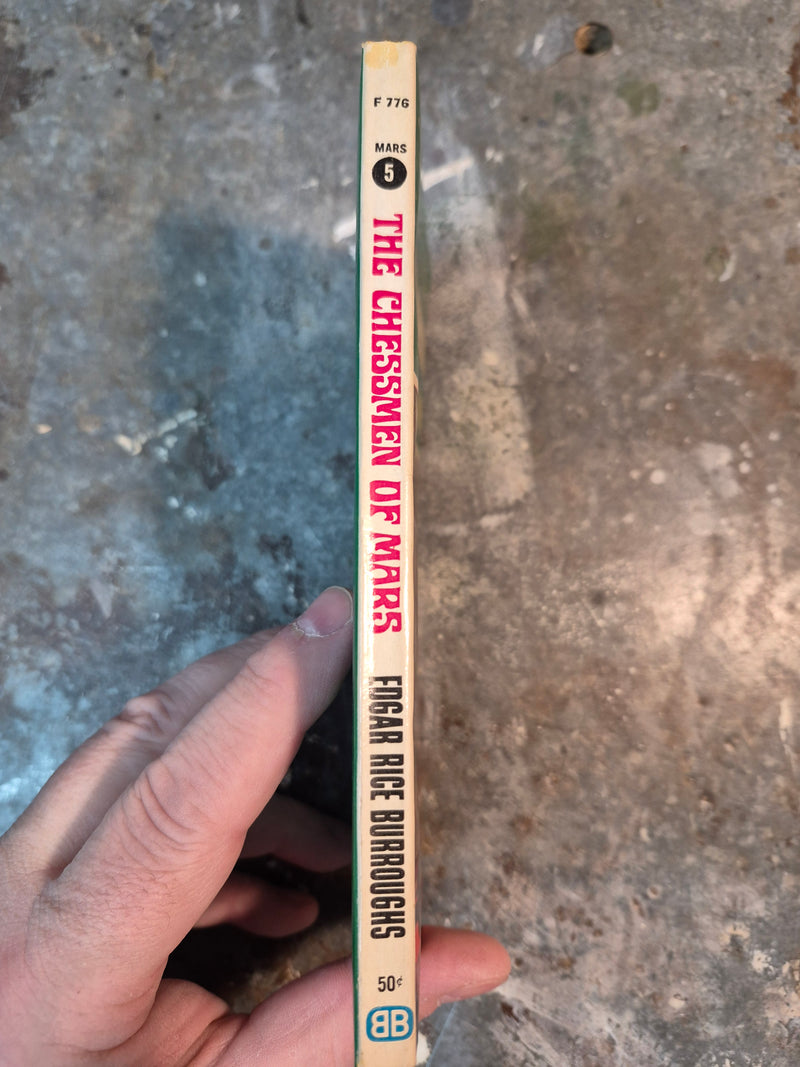 F 776
MARS
5
THE CHESSMEN OF MARS
EDGAR RICE BURROUGHS
50¢
BB